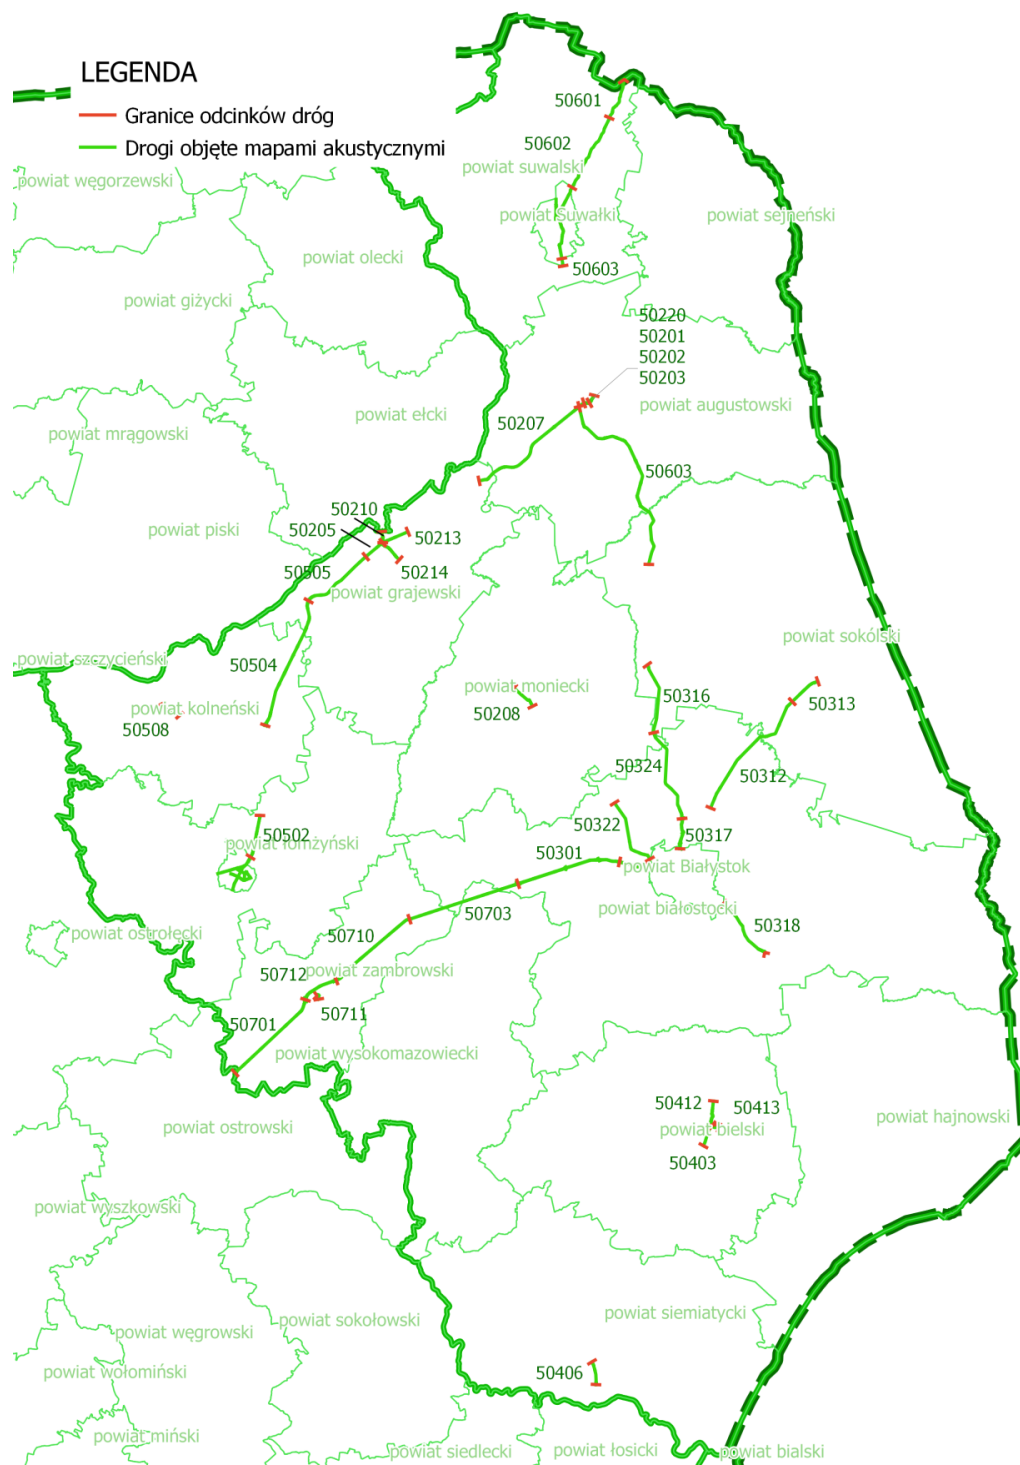 LEGENDA
Granice odcinków dróg
Drogi objęte mapami akustycznymi
50601
50602
powiat suwalski
powiat węgorzewski
powiat Suwałki
powiat sejneński
powiat olecki
50603
powiat giżycki
50220
50201
50202
50203
powiat ełcki
powiat augustowski
50207
powiat mrągowski
50603
50210
powiat piski
50205
50213
50505
50214
powiat grajewski
powiat sokólski
powiat szczycieński
50504
powiat moniecki
50316
50313
powiat kolneński
50208
50508
50324
50312
50322
50502
powiat łomżyński
50317
50301
powiat Białystok
powiat białostocki
50703
50318
powiat ostrołęcki
50710
50712
powiat zambrowski
50711
50701
powiat wysokomazowiecki
50412
50413
powiat hajnowski
powiat ostrowski
powiat bielski
50403
powiat wyszkowski
powiat siemiatycki
powiat sokołowski
powiat węgrowski
powiat wołomiński
50406
powiat miński
powiat siedlecki
powiat łosicki
powiat bialski